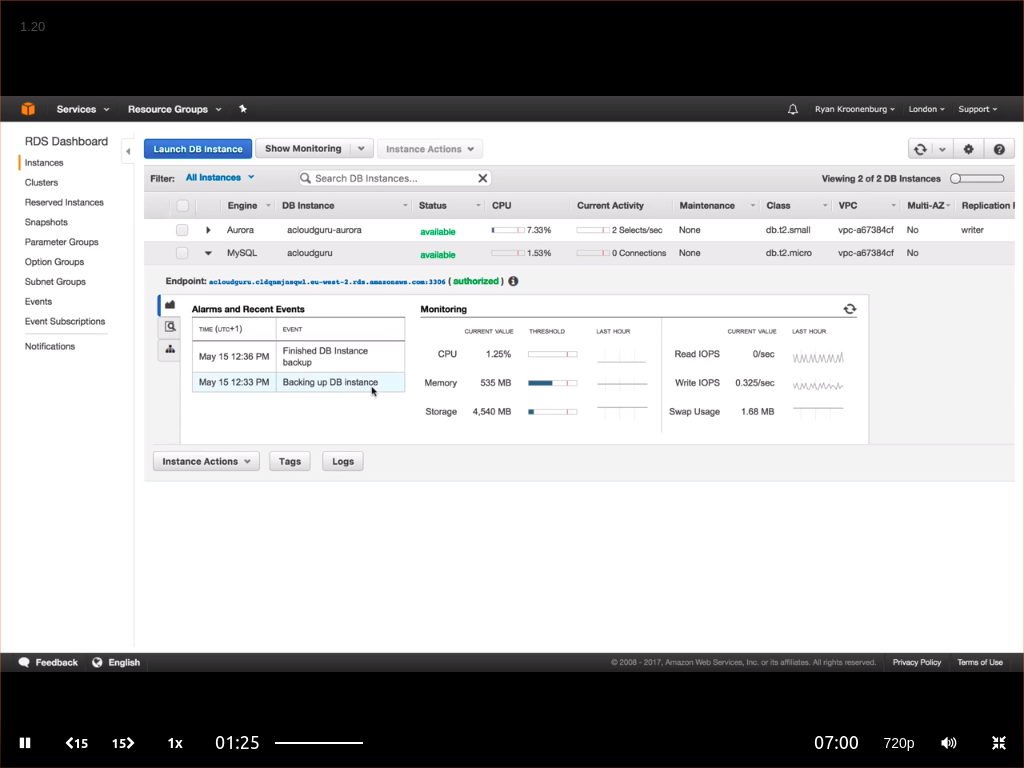 1.20
Services Resource Groups Ryan Kroonenburg London Support
RDS Dashboard
Instances
Clusters
Reserved Instances
Snapshots
Parameter Groups
Option Groups
Subnet Groups
Events
Event Subscriptions
Notifications
Launch DB Instance Show Monitoring Instance Actions
Filter: All Instances Search DB Instances... Viewing 2 of 2 DB Instances
Engine DB Instance Status CPU Current Activity Maintenance Class VPC Multi-AZ Replication
Aurora acloudguru-aurora available 7.33% 2 Selects/sec None db.t2.small vpc-a67384cf No writer
MySQL acloudguru available 1.53% 0 Connections None db.t2.micro vpc-a67384cf No
Endpoint: acloudguru.cldqnmjnsqwl.eu-west-2.rds.amazonaws.com:3306 ( authorized )
Alarms and Recent Events
TIME (UTC+1) EVENT
May 15 12:36 PM Finished DB Instance
backup
May 15 12:33 PM Backing up DB instance
Monitoring
CURRENT VALUE THRESHOLD LAST HOUR CURRENT VALUE LAST HOUR
CPU 1.25% Read IOPS 0/sec
Memory 535 MB Write IOPS 0.325/sec
Storage 4,540 MB Swap Usage 1.68 MB
Instance Actions Tags Logs
Feedback English © 2008 - 2017, Amazon Web Services, Inc. or its affiliates. All rights reserved. Privacy Policy Terms of Use
15 15 1x 01:25 07:00 720p